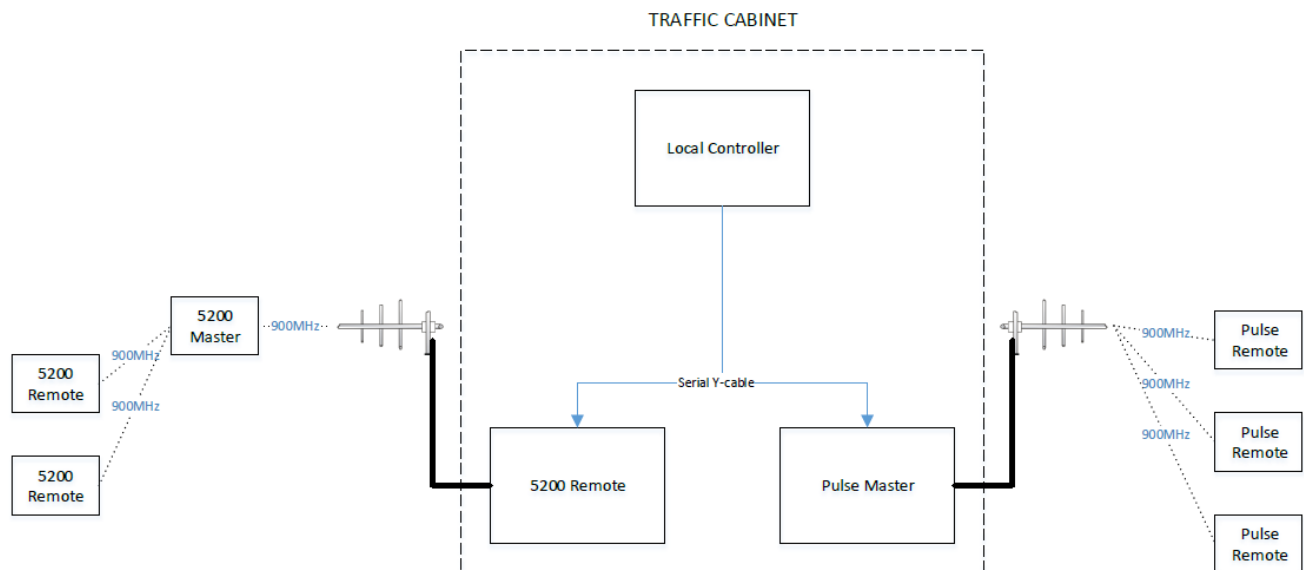 TRAFFIC CABINET
Local Controller
5200
Master
900MHz
900MHz
900MHz
5200
Remote
5200
Remote
Serial Y-cable
5200 Remote
Pulse Master
900MHz
900MHz
900MHz
Pulse
Remote
Pulse
Remote
Pulse
Remote